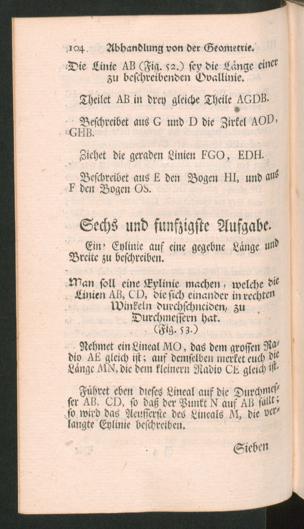 104 Abhandlung von der Geometrie.
Die Linie AB (Fig. 52.) sey die Länge einer
zu beschreibenden Ovallinie.
Theilet AB in drey gleiche Theile AGDB.
Beschreibet aus G und D die Zirkel AOD,
GHB.
Ziehet die geraden Linien FGO, EDH.
Beschreibet aus E den Bogen HI, und aus
F den Bogen OS.
Sechs und funfzigste Aufgabe.
Ein Eylinie auf eine gegebne Länge und
Breite zu beschreiben.
Man soll eine Eylinie machen, welche die
Linien AB, CD, die sich einander in rechten
Winkeln durchschneiden, zu
Durchmessern hat.
(Fig. 53.)
Nehmet ein Lineal MO, das dem grossen Ra-
dio AE gleich ist; auf demselben merket euch die
Länge MN, die dem kleinern Radio CE gleich ist.
Führet eben dieses Lineal auf die Durchmes-
ser AB, CD, so daß der Punkt N auf AB fällt;
so wird das Aeusserste des Lineals M, die ver-
langte Eylinie beschreiben.
Sieben